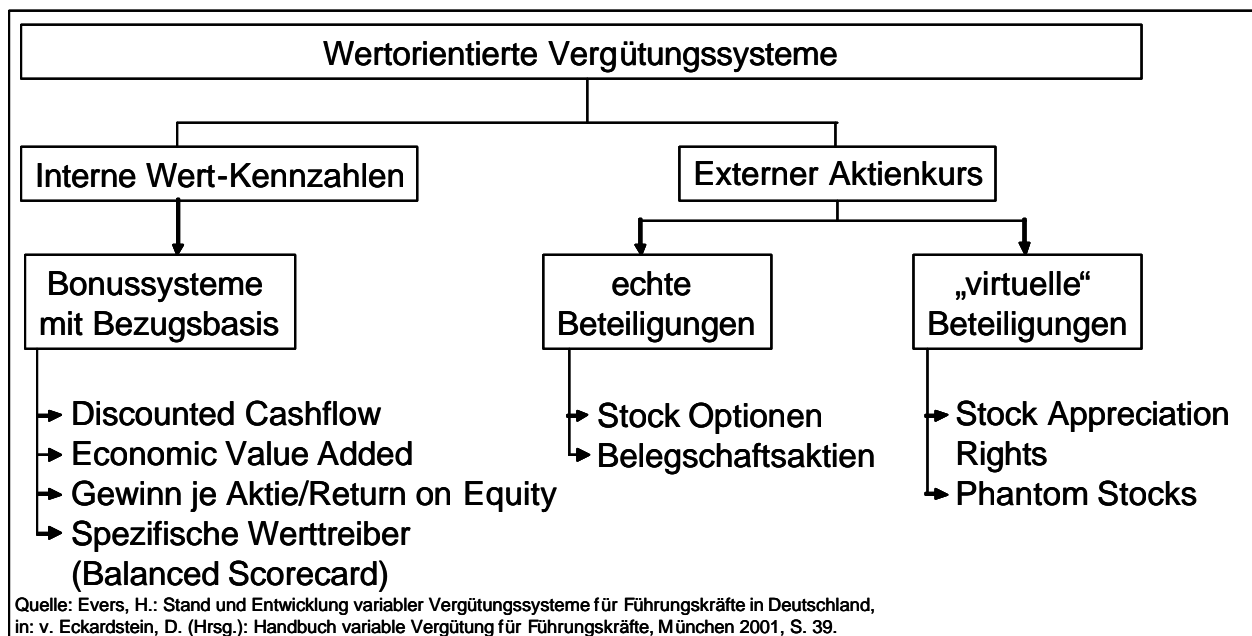 Wertorientierte Vergütungssysteme
Interne Wert-Kennzahlen
Externer Aktienkurs
Bonussysteme
mit Bezugsbasis
echte
Beteiligungen
„virtuelle“
Beteiligungen
Discounted Cashflow
Economic Value Added
Gewinn je Aktie/Return on Equity
Spezifische Werttreiber
(Balanced Scorecard)
Stock Optionen
Belegschaftsaktien
Stock Appreciation
Rights
Phantom Stocks
Quelle: Evers, H.: Stand und Entwicklung variabler Vergütungssysteme für Führungskräfte in Deutschland,
in: v. Eckardstein, D. (Hrsg.): Handbuch variable Vergütung für Führungskräfte, München 2001, S. 39.